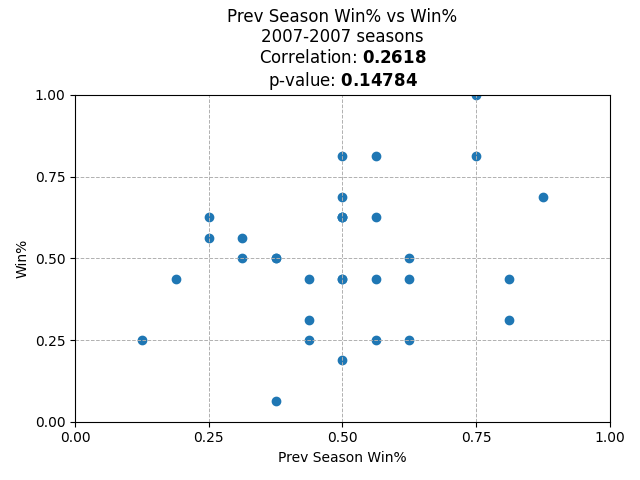 Prev Season Win% vs Win%
2007-2007 seasons
Correlation: 0.2618
p-value: 0.14784
1.00
0.75
0.50
0.25
0.00
Win%
0.00 0.25 0.50 0.75 1.00
Prev Season Win%